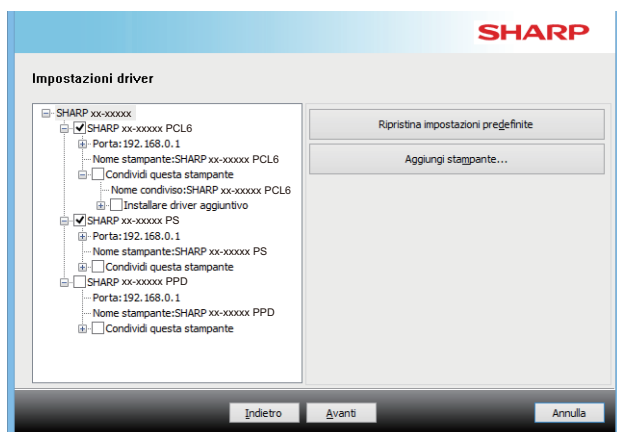 SHARP
Impostazioni driver
SHARP xx-xxxxx
SHARP xx-xxxxx PCL6
Porta:192.168.0.1
Nome stampante:SHARP xx-xxxxx PCL6
Condividi questa stampante
Nome condiviso:SHARP xx-xxxxx PCL6
Installare driver aggiuntivo
SHARP xx-xxxxx PS
Porta:192.168.0.1
Nome stampante:SHARP xx-xxxxx PS
Condividi questa stampante
SHARP xx-xxxxx PPD
Porta:192.168.0.1
Nome stampante:SHARP xx-xxxxx PPD
Condividi questa stampante
Ripristina impostazioni predefinite
Aggiungi stampante...
Indietro
Avanti
Annulla